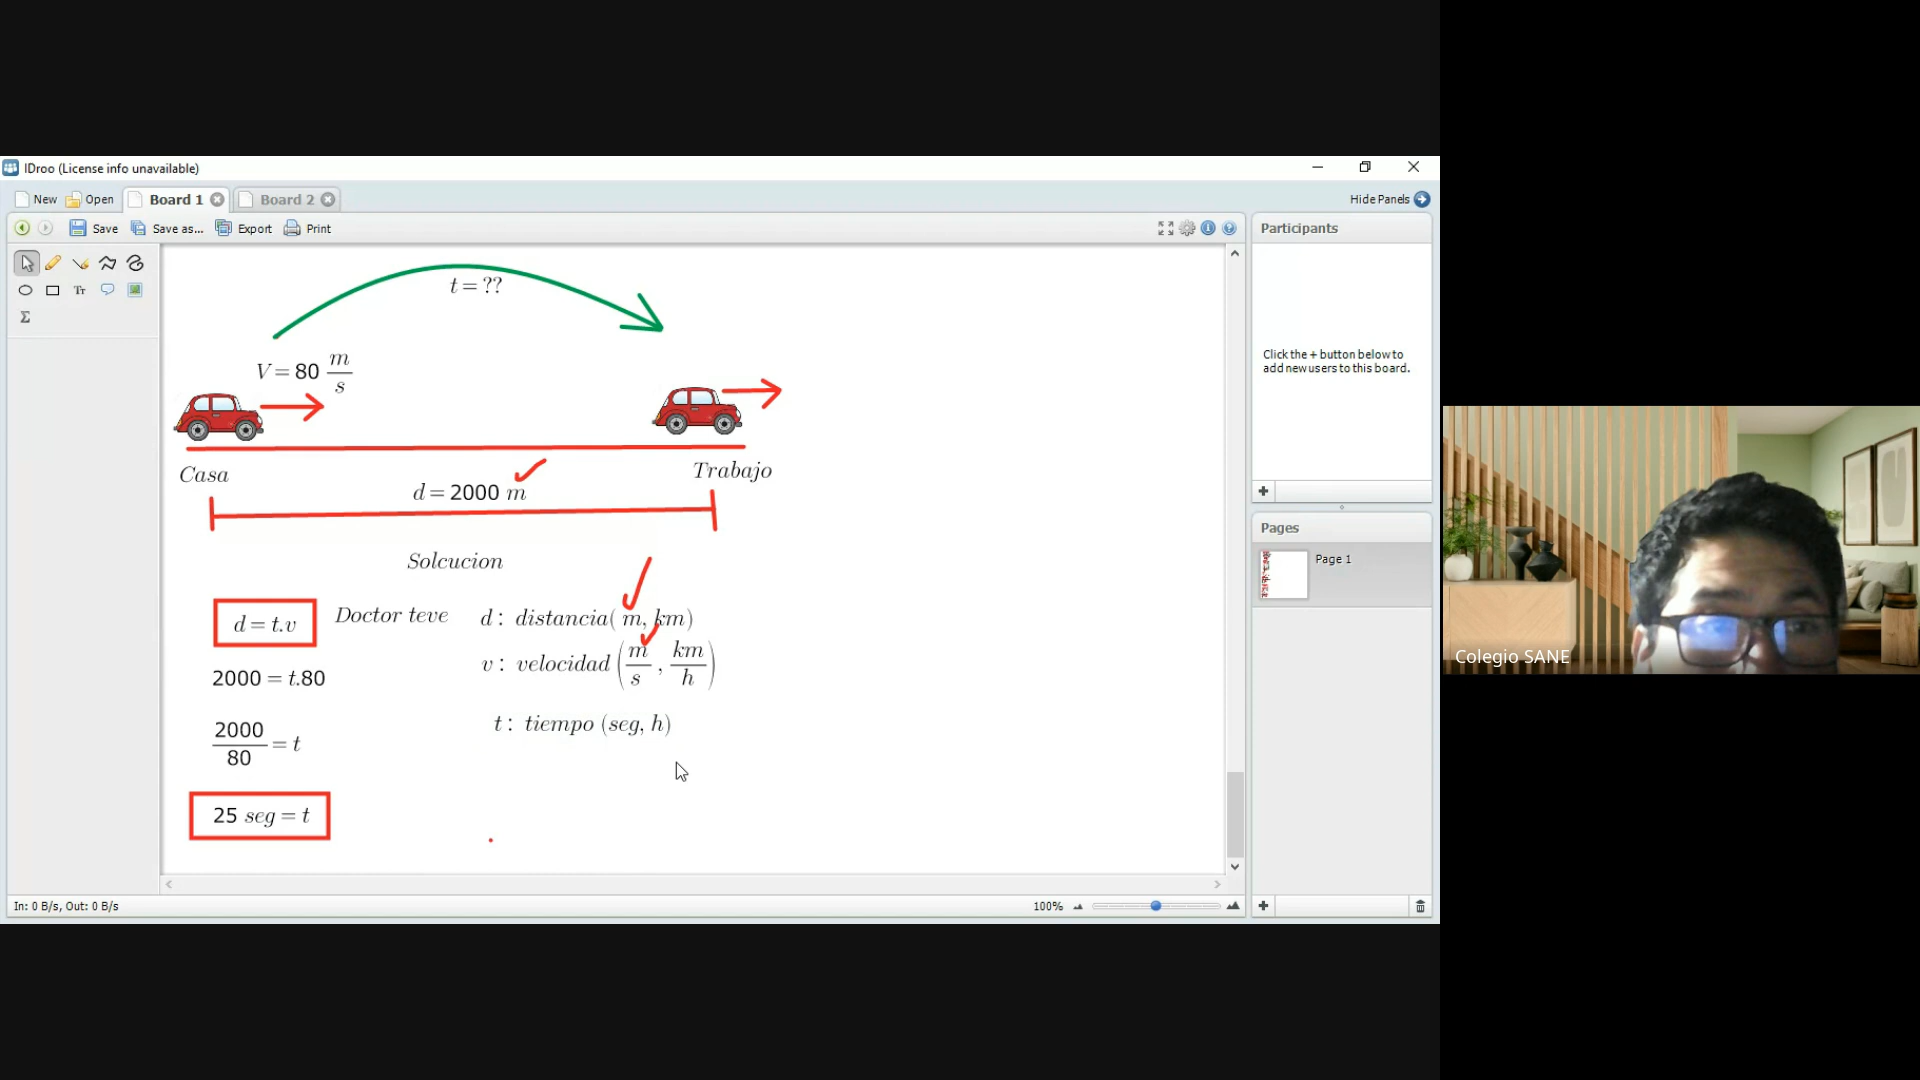 IDroo (License info unavailable)
New Open Board 1 Board 2 Hide Panels
Save Save as... Export Print
Participants
t = ??
V = 80 m/s
Casa
Trabajo
d = 2000 m
Click the + button below to
add new users to this board.
Pages
Page 1
Solcucion
d = t.v
Doctor teve
d : distancia( m, km)
2000 = t.80
v : velocidad (m/s , km/h)
2000/80 = t
t : tiempo (seg, h)
25 seg = t
Tr
Σ
In: 0 B/s, Out: 0 B/s
100%
Colegio SANE